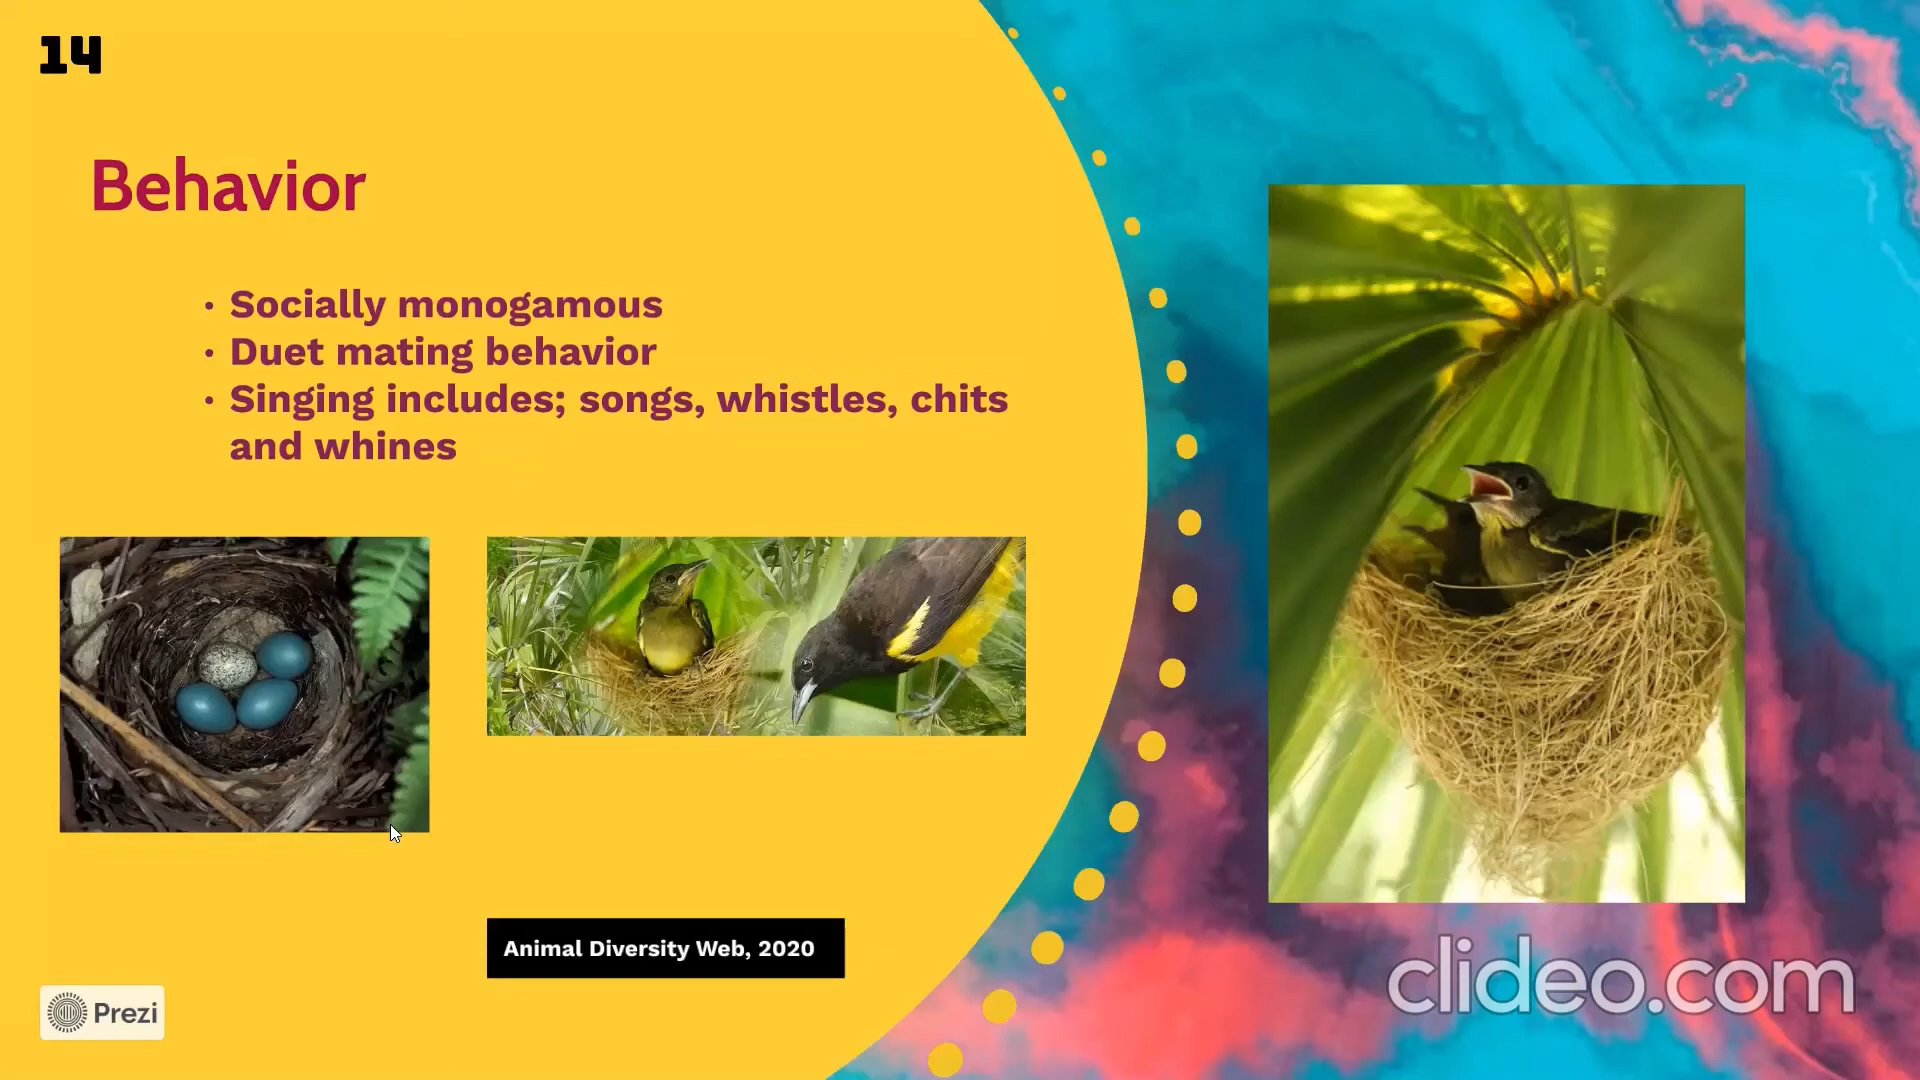 14
Behavior
• Socially monogamous
• Duet mating behavior
• Singing includes; songs, whistles, chits
and whines
Animal Diversity Web, 2020
Prezi
clideo.com